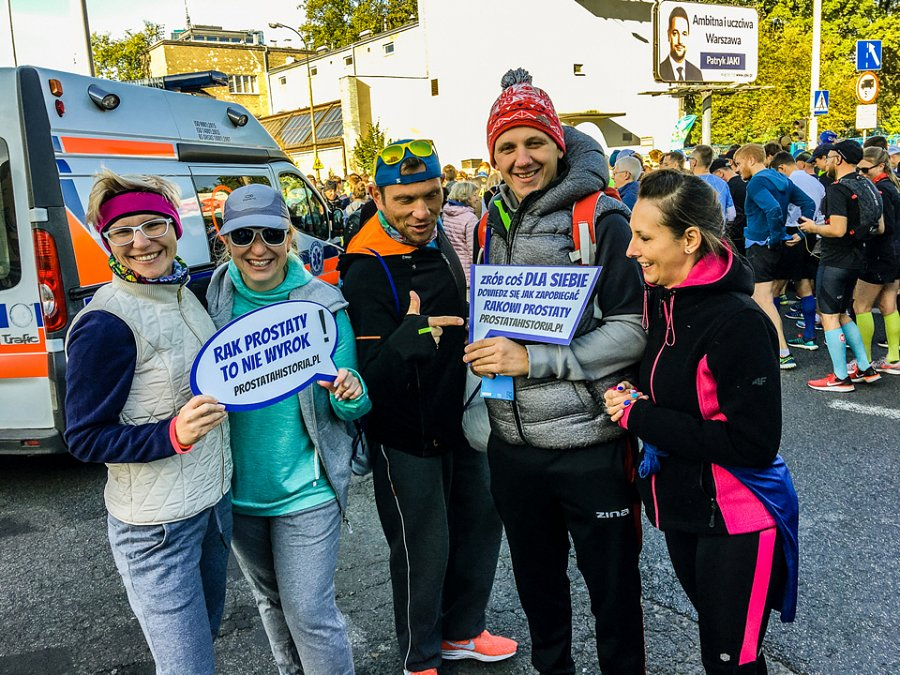 Ambitna i uczciwa
Warszawa
Patryk JAKI
Trafic
RAK PROSTATY
TO NIE WYROK!
PROSTATAHISTORIA.PL
ZRÓB COŚ DLA SIEBIE
DOWIEDZ SIĘ JAK ZAPOBIEGAĆ
RAKOWI PROSTATY
PROSTATAHISTORIA.PL
ZINA